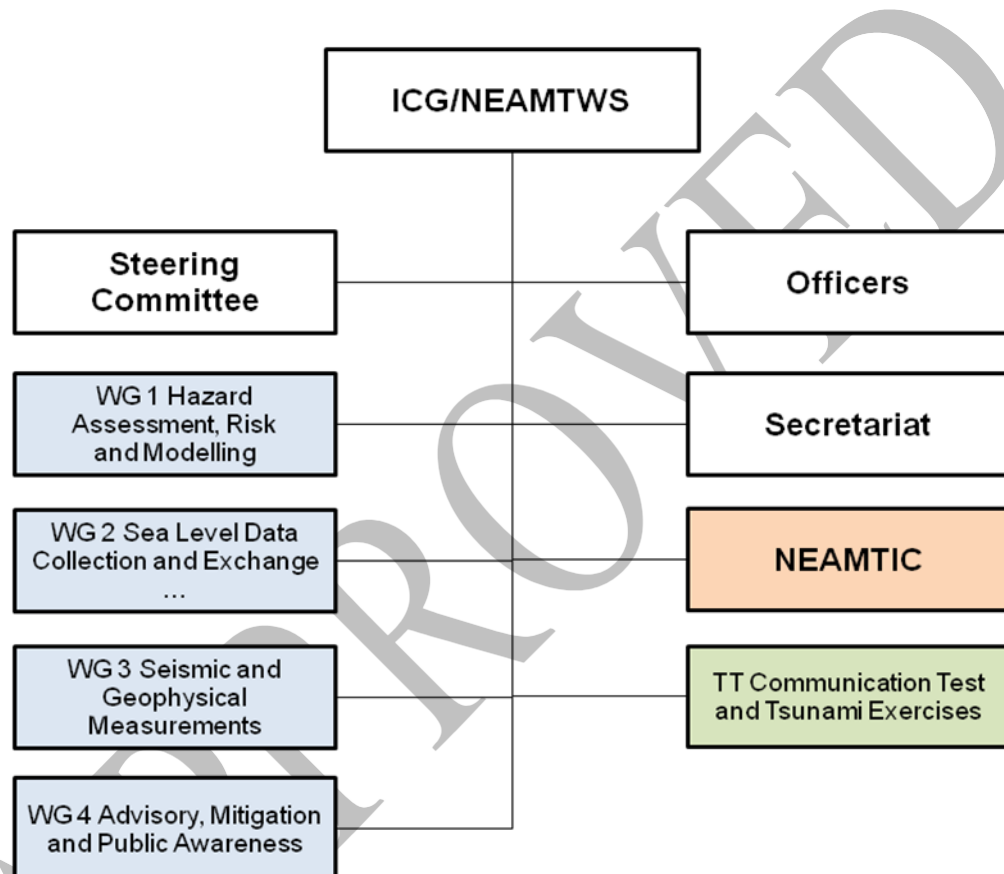 ICG/NEAMTWS
Steering
Committee
Officers
WG 1 Hazard
Assessment, Risk
and Modelling
Secretariat
WG 2 Sea Level Data
Collection and Exchange
...
NEAMTIC
WG 3 Seismic and
Geophysical
Measurements
TT Communication Test
and Tsunami Exercises
WG 4 Advisory, Mitigation
and Public Awareness
APPROVED